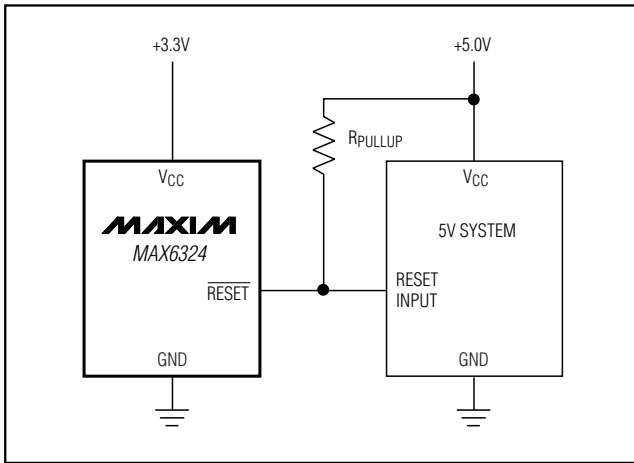 +3.3V
+5.0V
RPULLUP
VCC
VCC
MAXIM
MAX6324
5V SYSTEM
RESET
RESET
INPUT
GND
GND